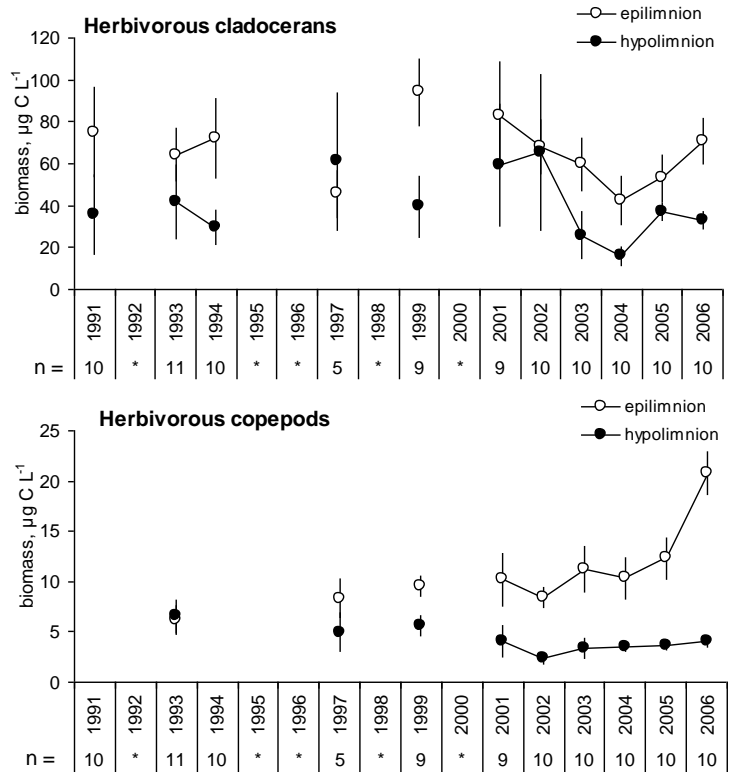 Herbivorous cladocerans
epilimnion
hypolimnion
biomass, µg C L-1
120
100
80
60
40
20
0
1991 1992 1993 1994 1995 1996 1997 1998 1999 2000 2001 2002 2003 2004 2005 2006
n = 10 * 11 10 * * 5 * 9 * 9 10 10 10 10 10
Herbivorous copepods
epilimnion
hypolimnion
biomass, µg C L-1
25
20
15
10
5
0
1991 1992 1993 1994 1995 1996 1997 1998 1999 2000 2001 2002 2003 2004 2005 2006
n = 10 * 11 10 * * 5 * 9 * 9 10 10 10 10 10